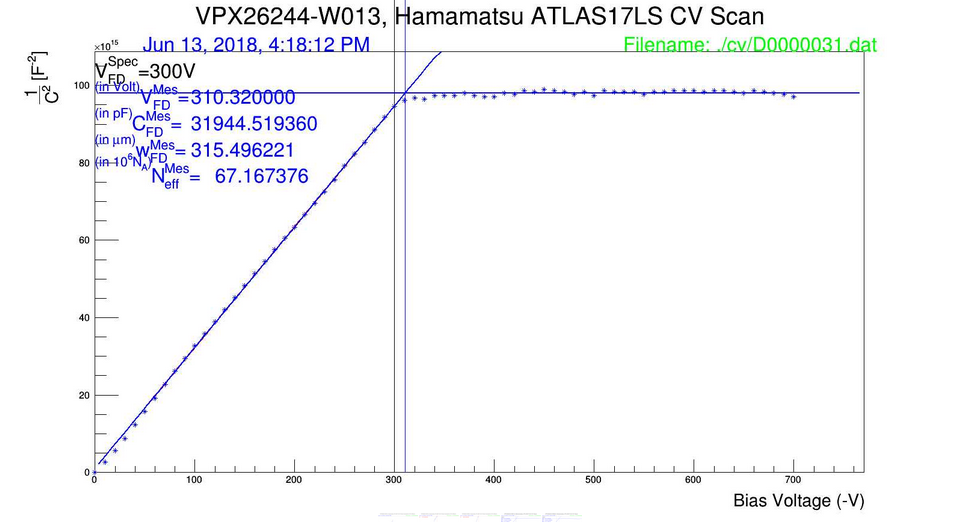 VPX26244-W013, Hamamatsu ATLAS17LS CV Scan
Jun 13, 2018, 4:18:12 PM
Filename: ./cv/D0000031.dat
×10¹⁵
1/C² [F⁻²]
V_FD^Spec =300V
(in Volt) V_FD^Mes = 310.320000
(in pF) C_FD^Mes = 31944.519360
(in μm) w_FD^Mes = 315.496221
(in 10⁶N_A) N_eff^Mes = 67.167376
100
80
60
40
20
0
0 100 200 300 400 500 600 700
Bias Voltage (-V)